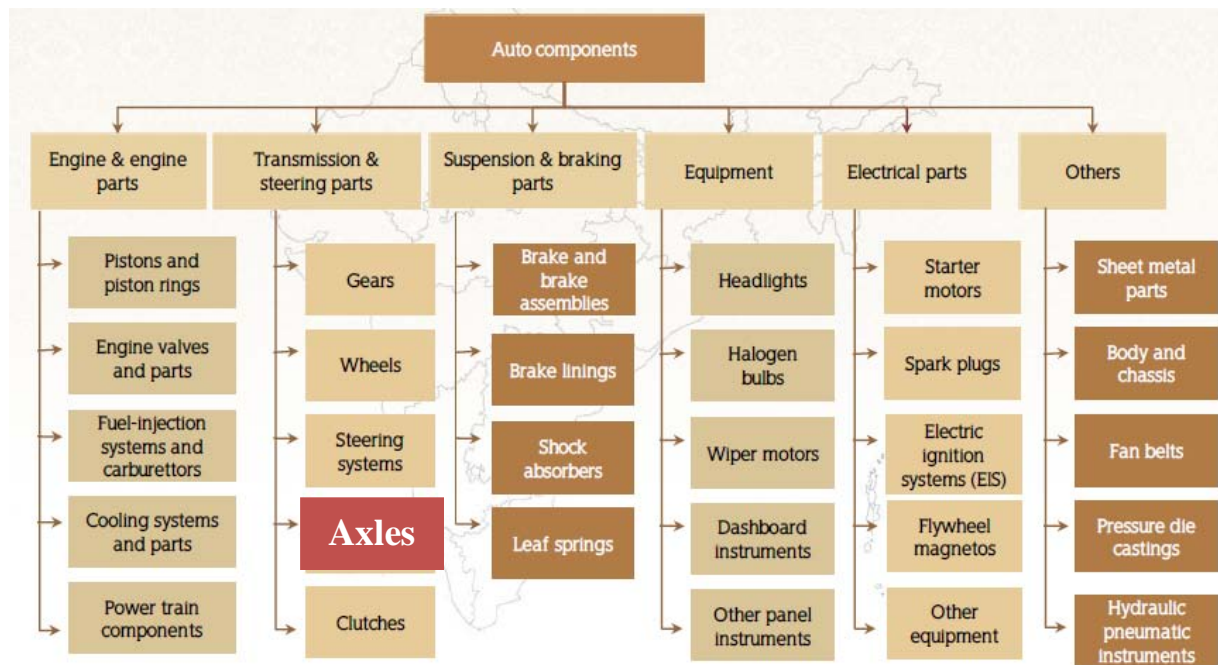 Auto components
Engine & engine
parts
Transmission &
steering parts
Suspension & braking
parts
Equipment
Electrical parts
Others
Pistons and
piston rings
Engine valves
and parts
Fuel-injection
systems and
carburettors
Cooling systems
and parts
Power train
components
Gears
Wheels
Steering
systems
Axles
Clutches
Brake and
brake
assemblies
Brake linings
Shock
absorbers
Leaf springs
Headlights
Halogen
bulbs
Wiper motors
Dashboard
instruments
Other panel
instruments
Starter
motors
Spark plugs
Electric
ignition
systems (EIS)
Flywheel
magnetos
Other
equipment
Sheet metal
parts
Body and
chassis
Fan belts
Pressure die
castings
Hydraulic
pneumatic
instruments